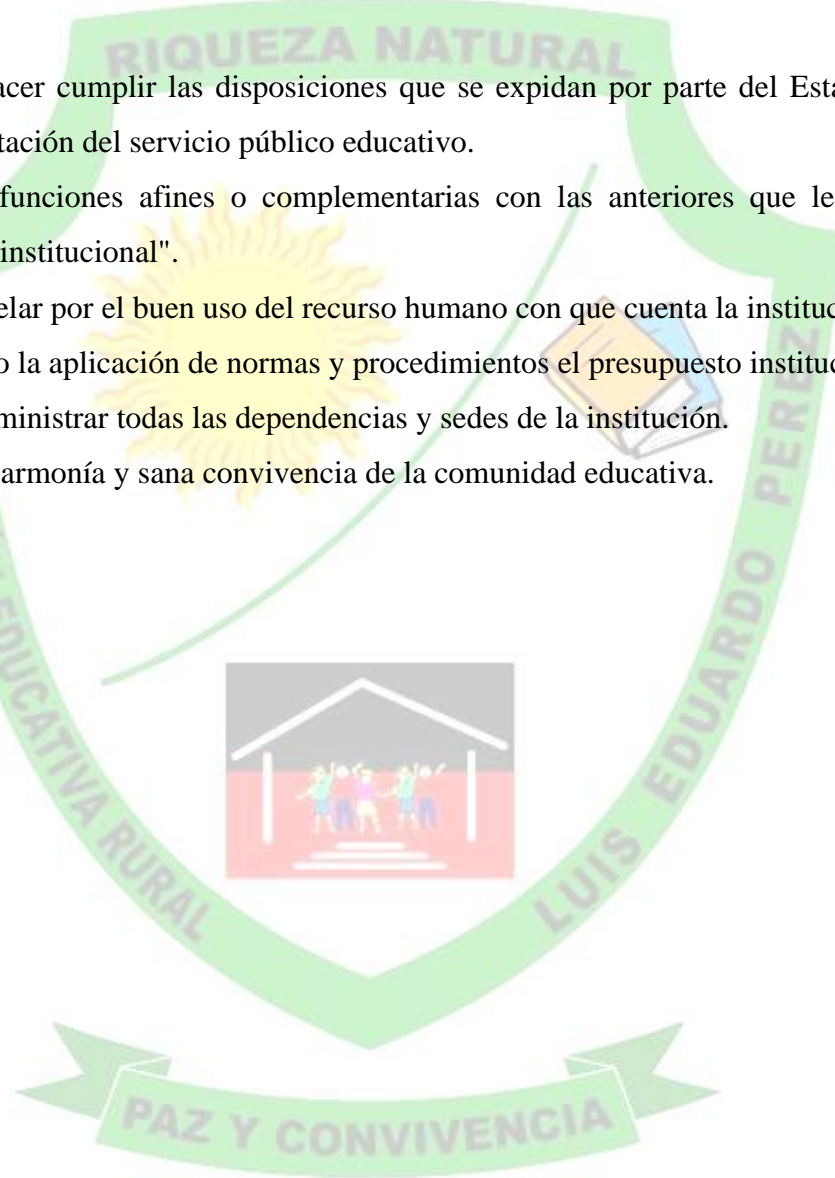 RIQUEZA NATURAL
acer cumplir las disposiciones que se expidan por parte del Esta
tación del servicio público educativo.
funciones afines o complementarias con las anteriores que le
institucional".
elar por el buen uso del recurso humano con que cuenta la instituc
o la aplicación de normas y procedimientos el presupuesto instituc
ministrar todas las dependencias y sedes de la institución.
armonía y sana convivencia de la comunidad educativa.
EDUCATIVA RURAL
LUIS EDUARDO PEREZ
PAZ Y CONVIVENCIA